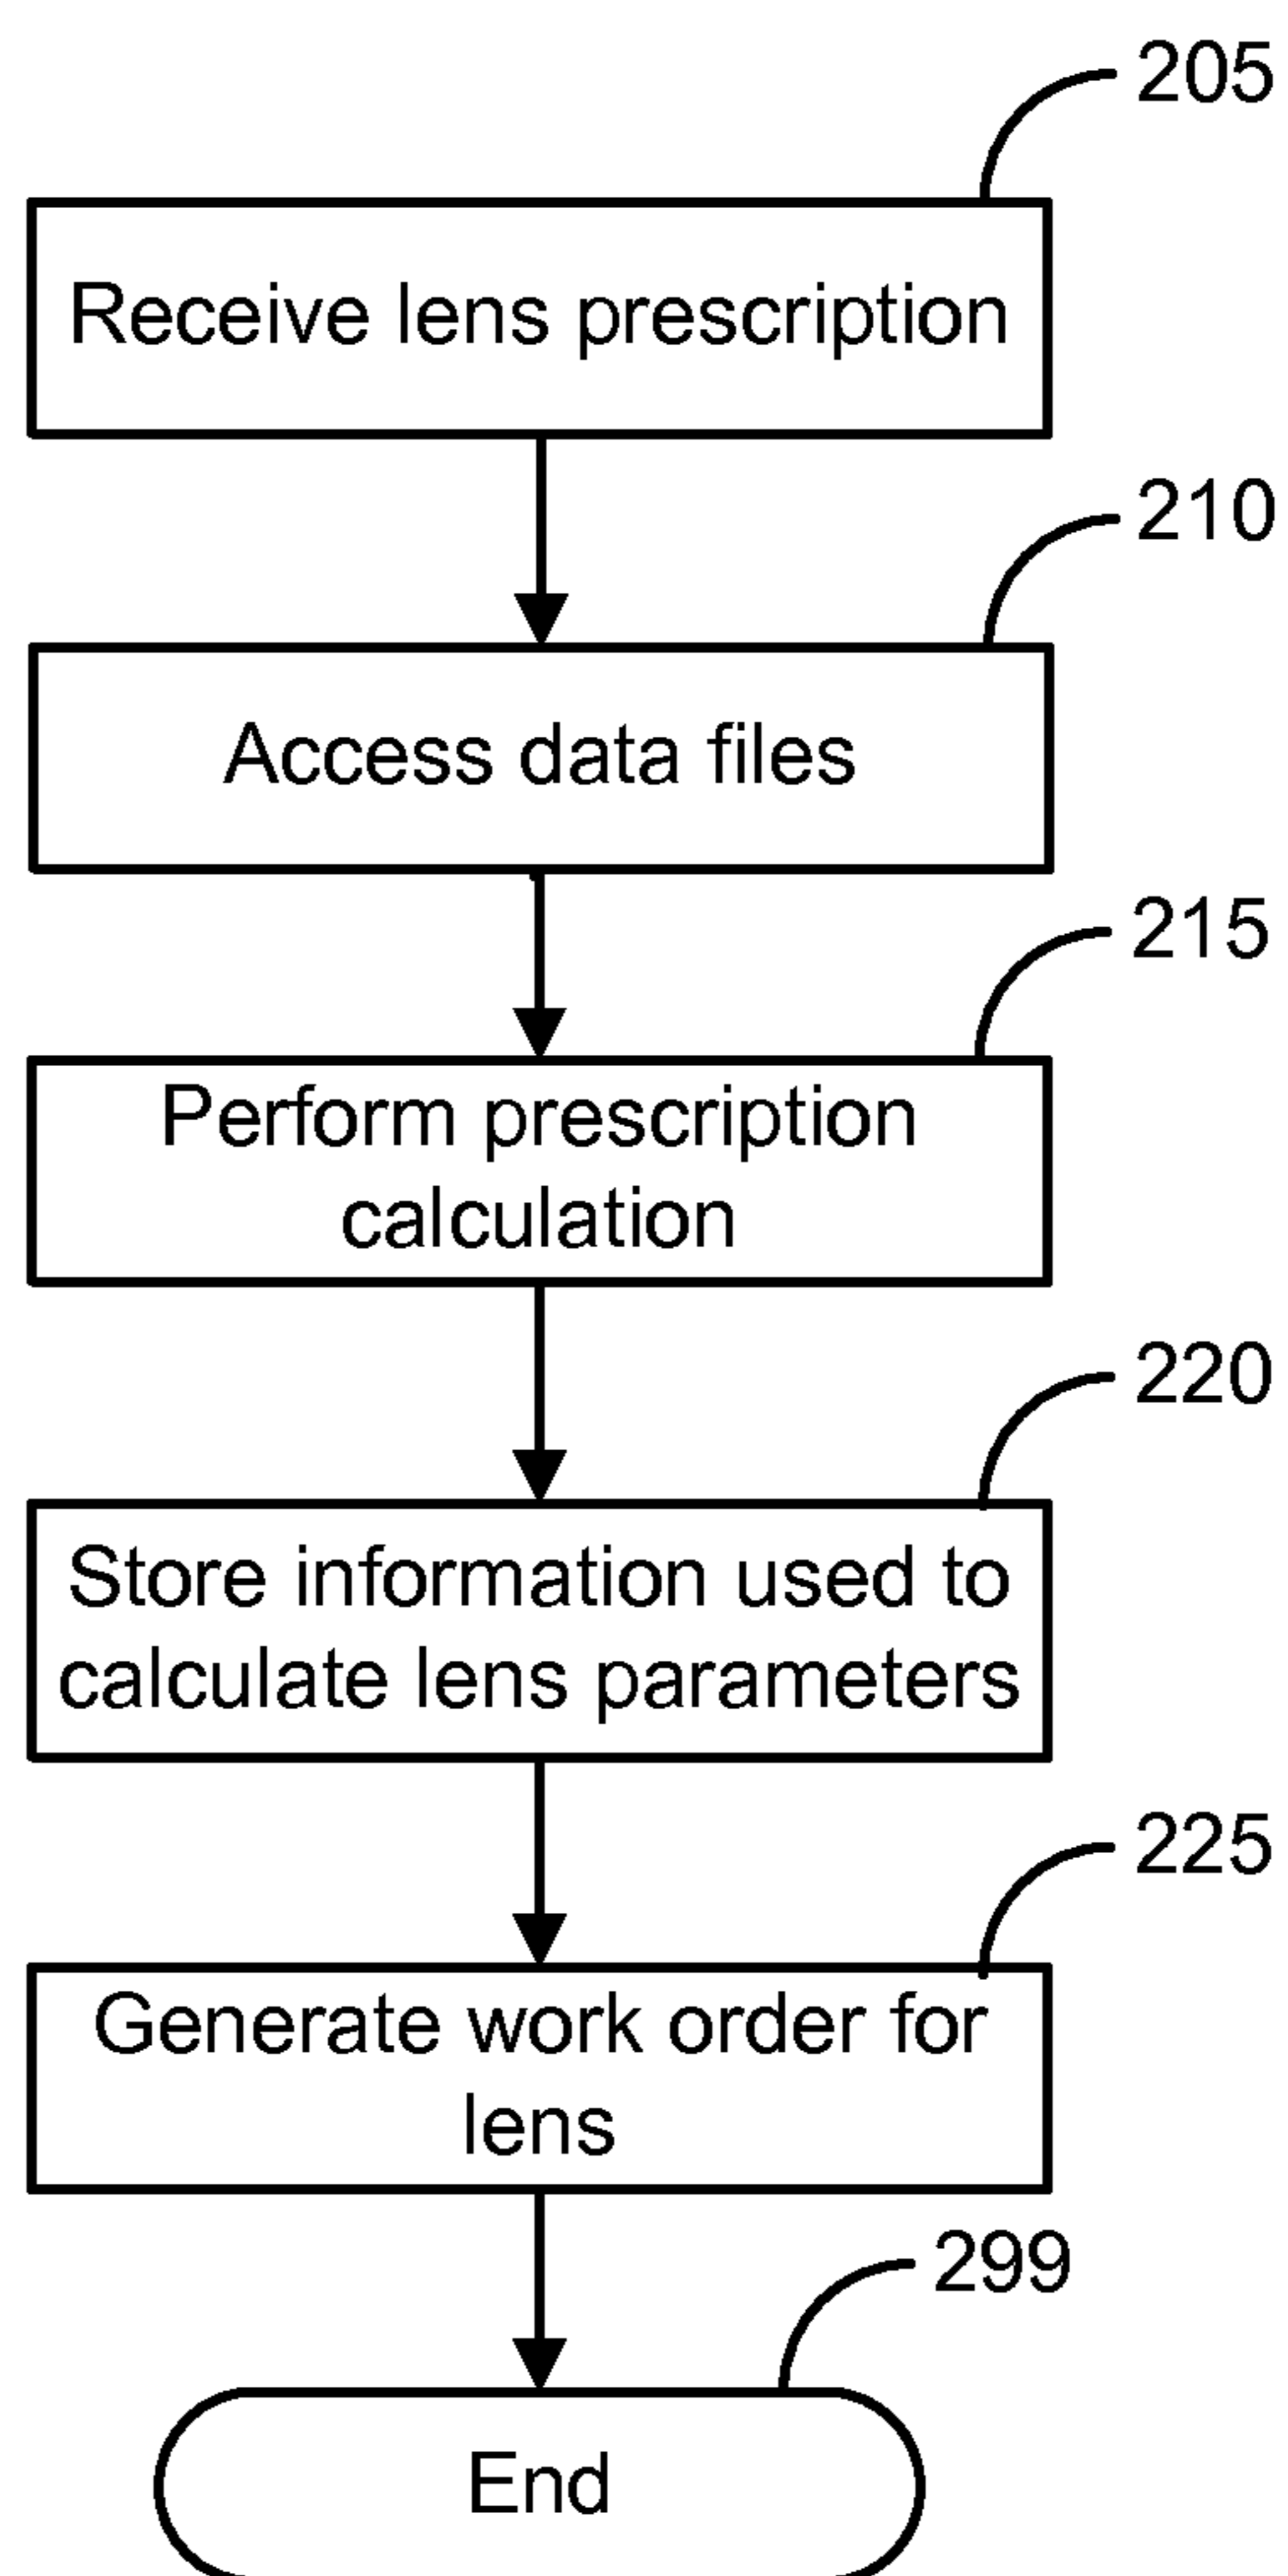 205
Receive lens prescription
210
Access data files
215
Perform prescription
calculation
220
Store information used to
calculate lens parameters
225
Generate work order for
lens
299
End